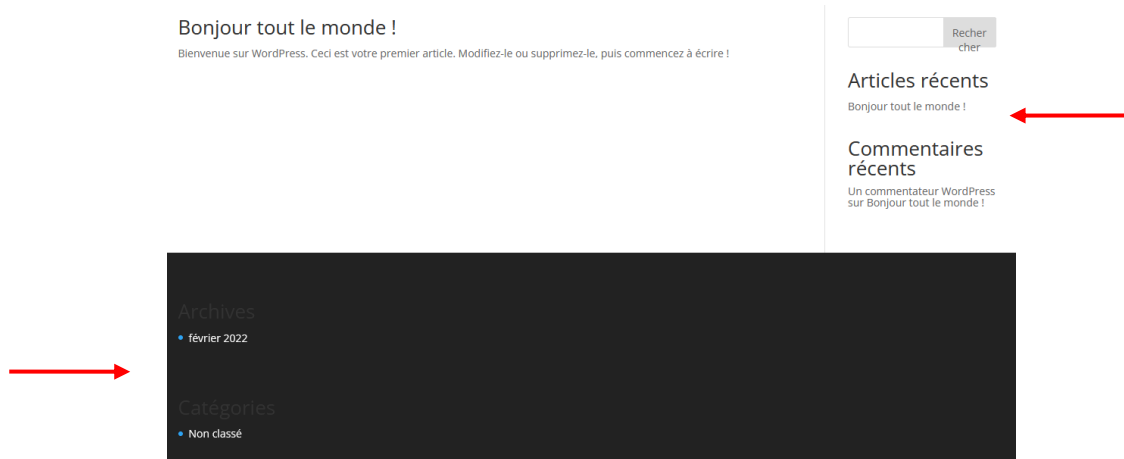 Bonjour tout le monde !
Bienvenue sur WordPress. Ceci est votre premier article. Modifiez-le ou supprimez-le, puis commencez à écrire !
Recher
cher
Articles récents
Bonjour tout le monde !
Commentaires
récents
Un commentateur WordPress
sur Bonjour tout le monde !
Archives
février 2022
Catégories
Non classé